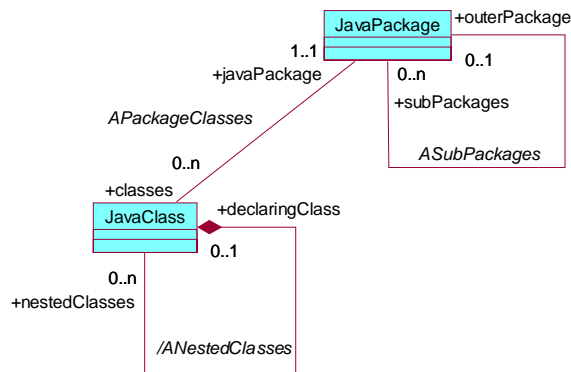 JavaPackage
+outerPackage
1..1
0..1
+javaPackage
0..n
+subPackages
APackageClasses
ASubPackages
0..n
+classes
JavaClass
+declaringClass
0..1
0..n
+nestedClasses
/ANestedClasses